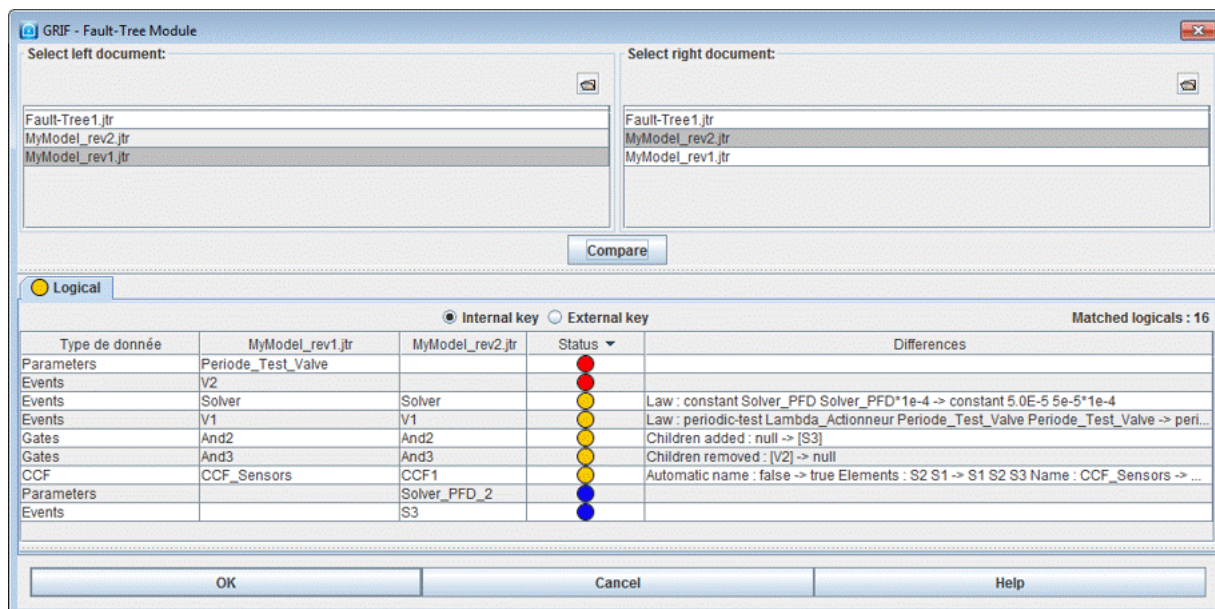 GRIF - Fault-Tree Module
Select left document:
Select right document:
Fault-Tree1.jtr
MyModel_rev2.jtr
MyModel_rev1.jtr
Fault-Tree1.jtr
MyModel_rev2.jtr
MyModel_rev1.jtr
Compare
Logical
Internal key External key Matched logicals : 16
Type de donnée MyModel_rev1.jtr MyModel_rev2.jtr Status Differences
Parameters Periode_Test_Valve
Events V2
Events Solver Solver Law : constant Solver_PFD Solver_PFD*1e-4 -> constant 5.0E-5 5e-5*1e-4
Events V1 V1 Law : periodic-test Lambda_Actionneur Periode_Test_Valve Periode_Test_Valve -> peri...
Gates And2 And2 Children added : null -> [S3]
Gates And3 And3 Children removed : [V2] -> null
CCF CCF_Sensors CCF1 Automatic name : false -> true Elements : S2 S1 -> S1 S2 S3 Name : CCF_Sensors -> ...
Parameters Solver_PFD_2
Events S3
OK Cancel Help